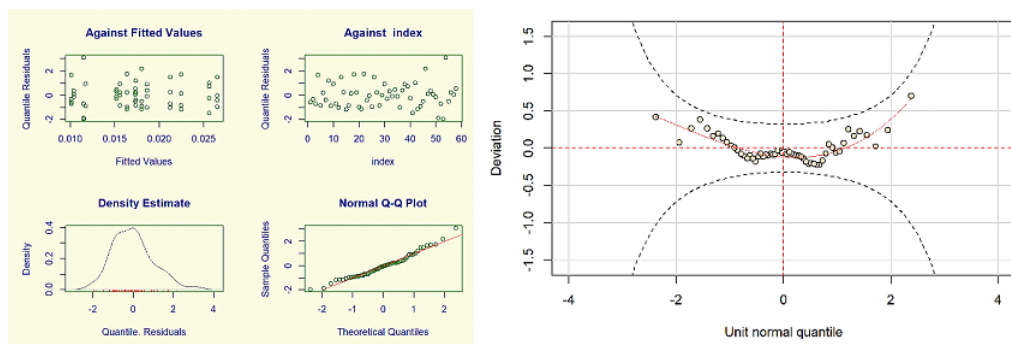 Against Fitted Values
Quantile Residuals
-2 0 2
0.010 0.015 0.020 0.025
Fitted Values
Against index
Quantile Residuals
-2 0 2
0 10 20 30 40 50 60
index
Density Estimate
Density
0.0 0.2 0.4
-2 0 2 4
Quantile. Residuals
Normal Q-Q Plot
Sample Quantiles
-2 0 2
-2 -1 0 1 2
Theoretical Quantiles
Deviation
-1.5 -1.0 -0.5 0.0 0.5 1.0 1.5
-4 -2 0 2 4
Unit normal quantile